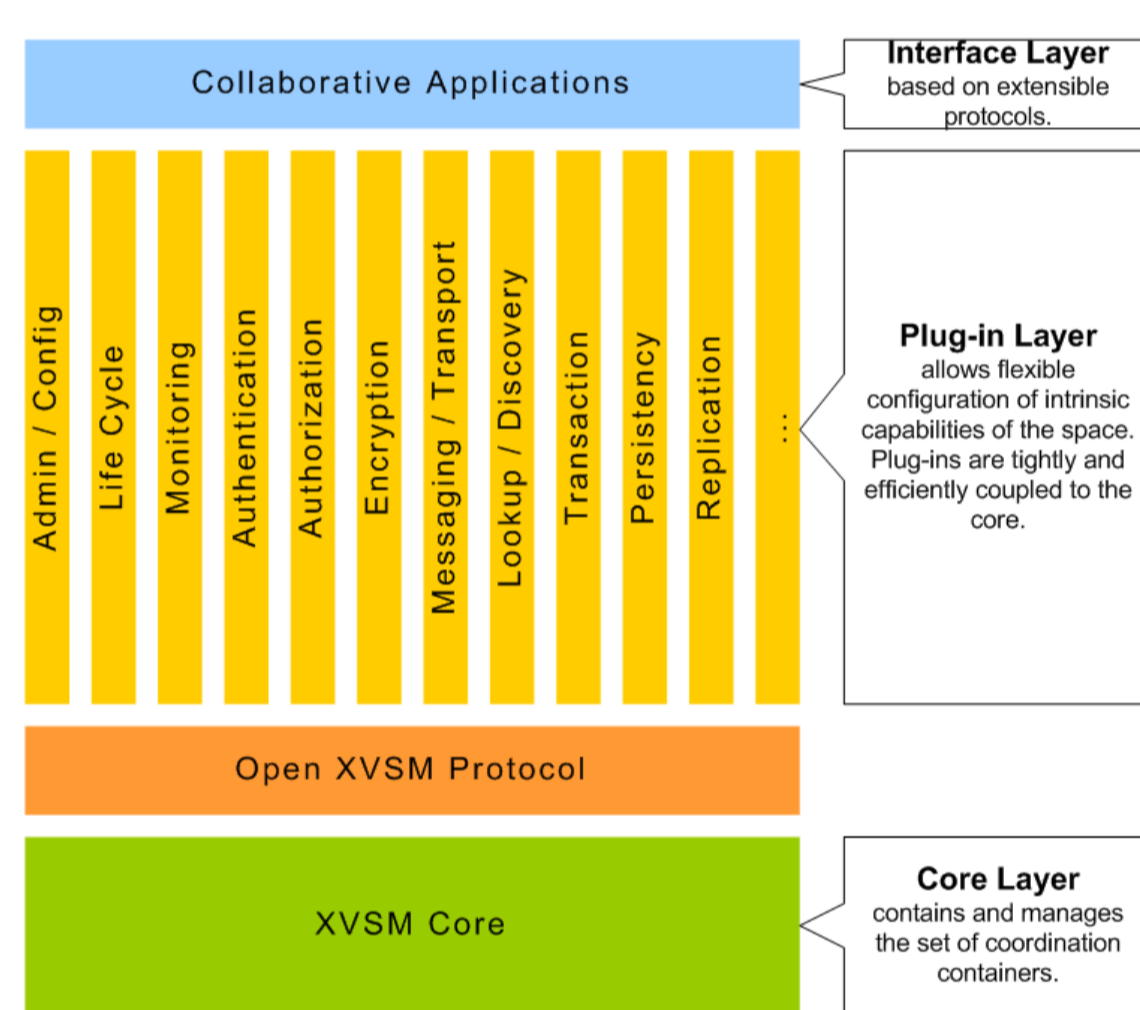 Collaborative Applications
Interface Layer
based on extensible
protocols.
Admin / Config
Life Cycle
Monitoring
Authentication
Authorization
Encryption
Messaging / Transport
Lookup / Discovery
Transaction
Persistency
Replication
...
Plug-in Layer
allows flexible
configuration of intrinsic
capabilities of the space.
Plug-ins are tightly and
efficiently coupled to the
core.
Open XVSM Protocol
XVSM Core
Core Layer
contains and manages
the set of coordination
containers.